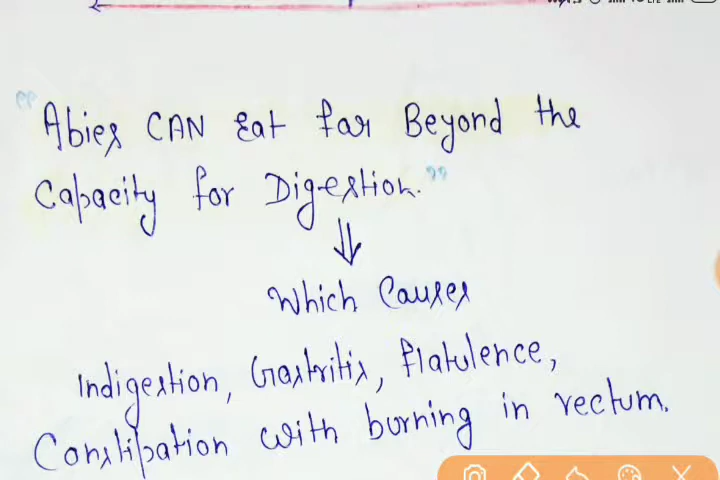 "Abies CAN Eat far Beyond the
Capacity for Digestion."
⇓
Which Causes
Indigestion, Gastritis, flatulence,
Constipation with burning in rectum.